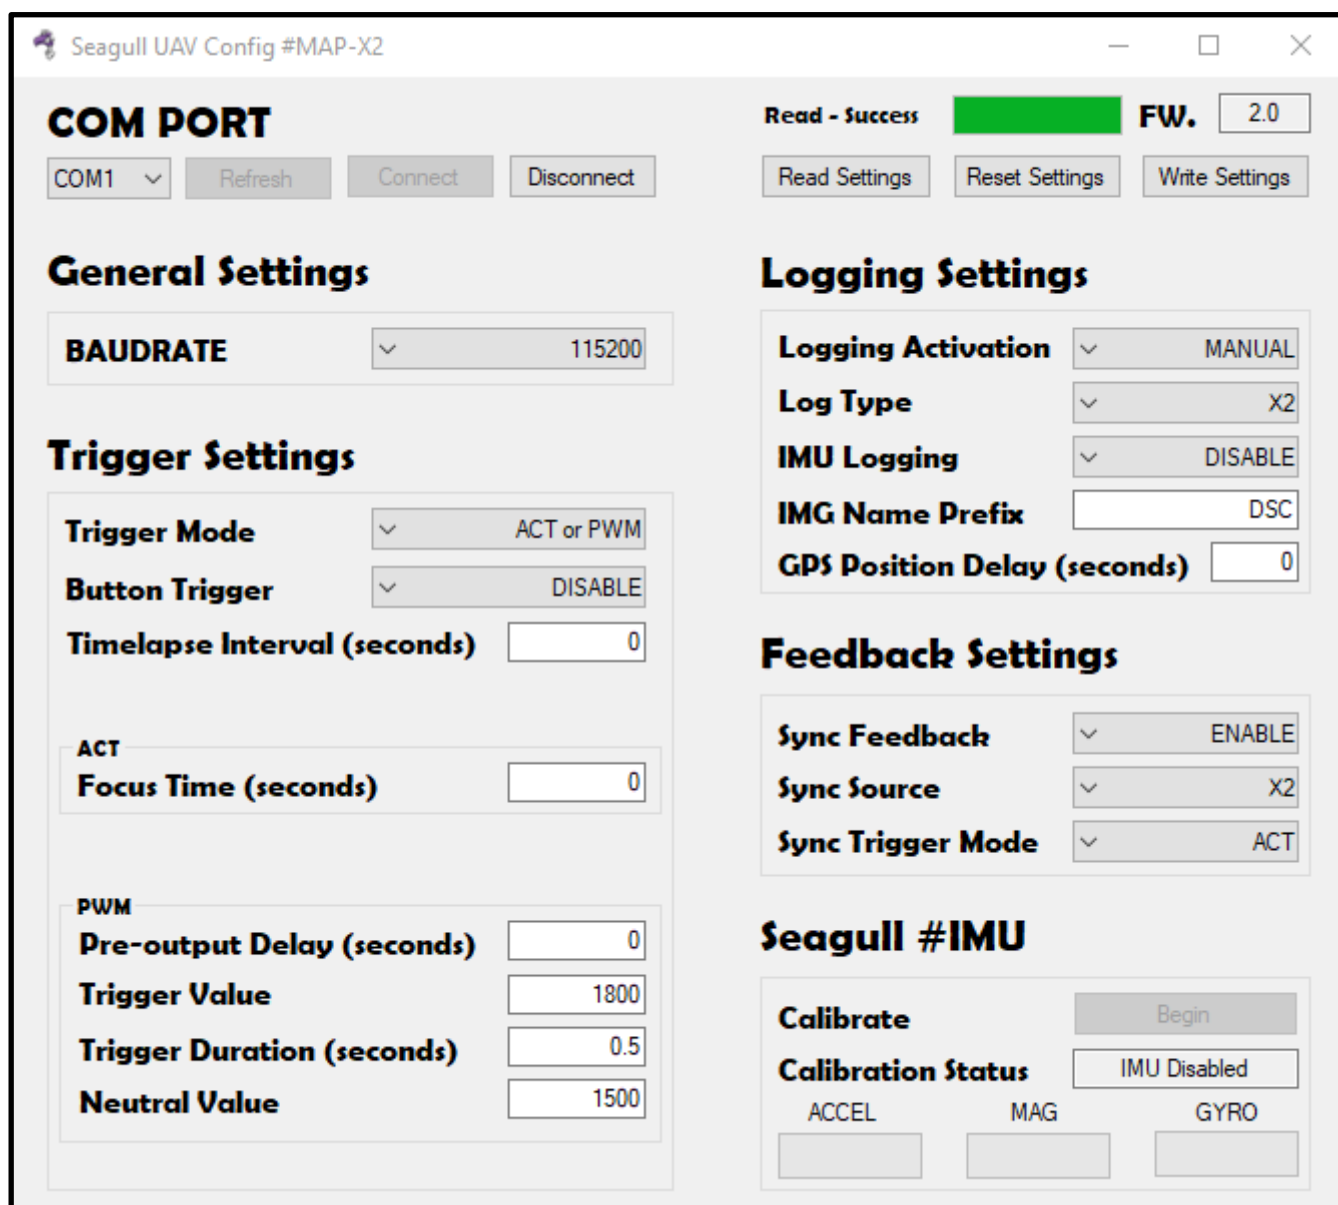 Seagull UAV Config #MAP-X2
COM PORT
COM1 Refresh Connect Disconnect
Read - Success FW. 2.0
Read Settings Reset Settings Write Settings
General Settings
BAUDRATE 115200
Trigger Settings
Trigger Mode ACT or PWM
Button Trigger DISABLE
Timelapse Interval (seconds) 0
ACT
Focus Time (seconds) 0
PWM
Pre-output Delay (seconds) 0
Trigger Value 1800
Trigger Duration (seconds) 0.5
Neutral Value 1500
Logging Settings
Logging Activation MANUAL
Log Type X2
IMU Logging DISABLE
IMG Name Prefix DSC
GPS Position Delay (seconds) 0
Feedback Settings
Sync Feedback ENABLE
Sync Source X2
Sync Trigger Mode ACT
Seagull #IMU
Calibrate Begin
Calibration Status IMU Disabled
ACCEL MAG GYRO